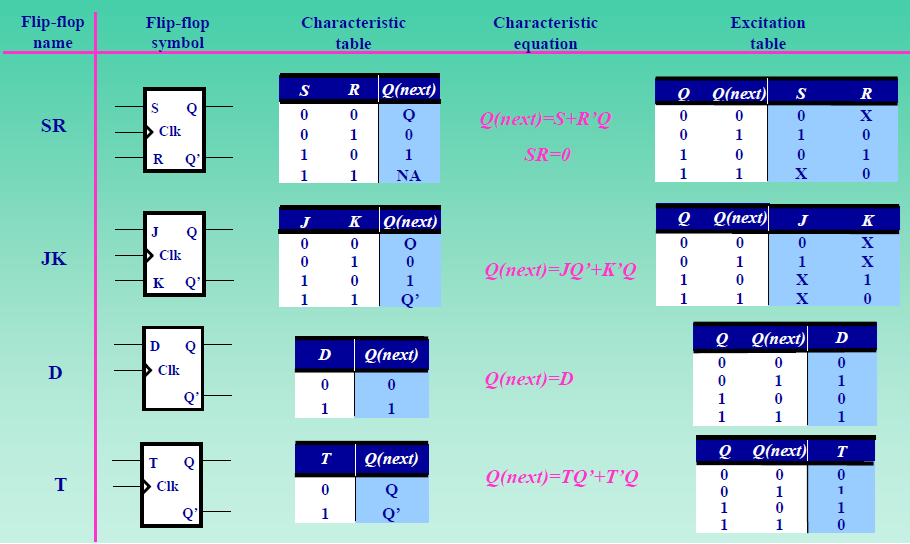 Flip-flop name Flip-flop symbol Characteristic table Characteristic equation Excitation table
SR
S Q
Clk
R Q’
S R Q(next)
0 0 Q
0 1 0
1 0 1
1 1 NA
Q(next)=S+R’Q
SR=0
Q Q(next) S R
0 0 0 X
0 1 1 0
1 0 0 1
1 1 X 0
JK
J Q
Clk
K Q’
J K Q(next)
0 0 Q
0 1 0
1 0 1
1 1 Q’
Q(next)=JQ’+K’Q
Q Q(next) J K
0 0 0 X
0 1 1 X
1 0 X 1
1 1 X 0
D
D Q
Clk
Q’
D Q(next)
0 0
1 1
Q(next)=D
Q Q(next) D
0 0 0
0 1 1
1 0 0
1 1 1
T
T Q
Clk
Q’
T Q(next)
0 Q
1 Q’
Q(next)=TQ’+T’Q
Q Q(next) T
0 0 0
0 1 1
1 0 1
1 1 0